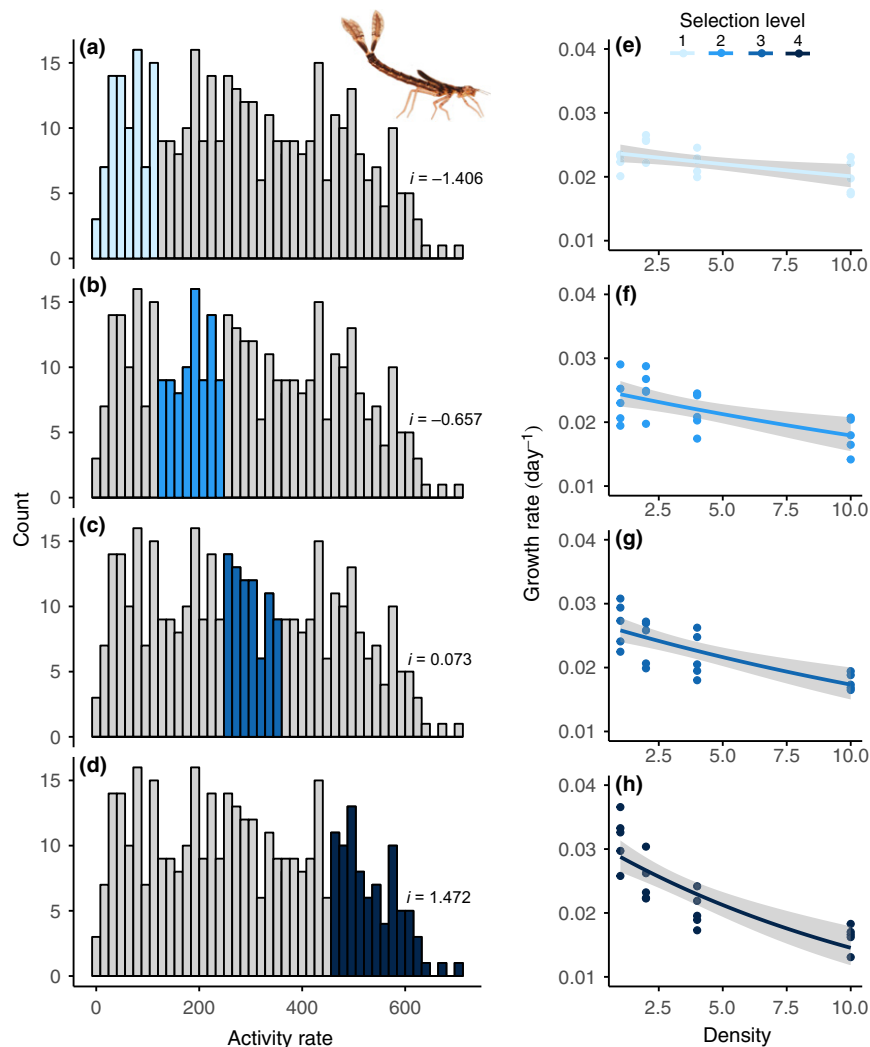 (a)
15
10
5
0
i = −1.406
(b)
15
10
5
0
i = −0.657
(c)
15
10
5
0
i = 0.073
(d)
15
10
5
0
i = 1.472
0 200 400 600
Activity rate
Count
Selection level
1 2 3 4
(e)
0.04
0.03
0.02
0.01
2.5 5.0 7.5 10.0
(f)
0.04
0.03
0.02
0.01
2.5 5.0 7.5 10.0
(g)
0.04
0.03
0.02
0.01
2.5 5.0 7.5 10.0
(h)
0.04
0.03
0.02
0.01
2.5 5.0 7.5 10.0
Density
Growth rate (day−1)